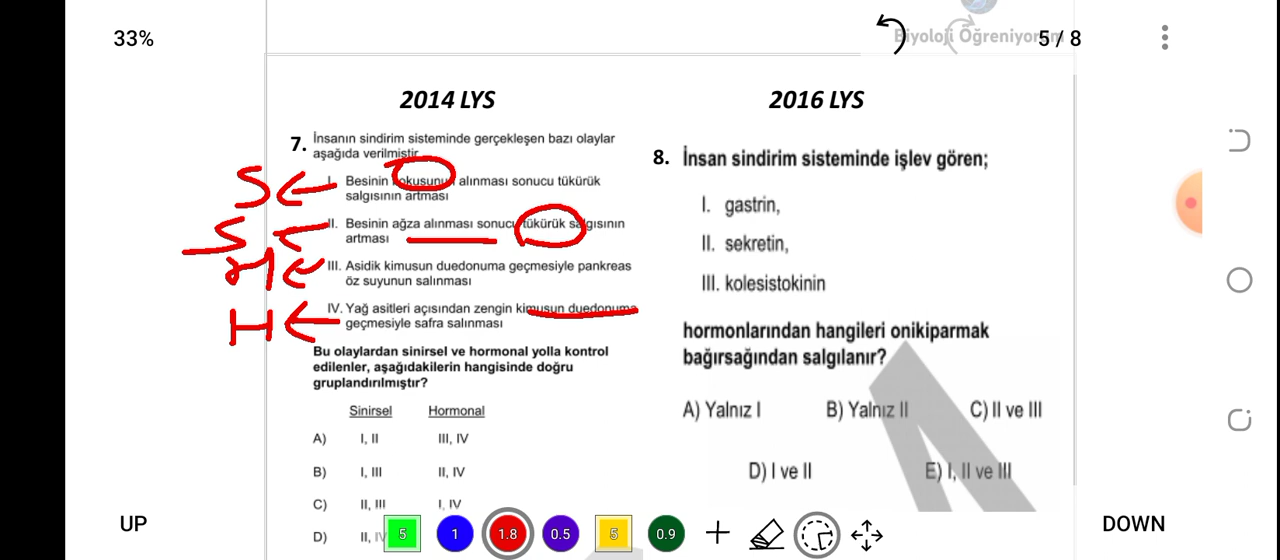 33%
Biyoloji Öğreniyorum
5 / 8
2014 LYS
7. İnsanın sindirim sisteminde gerçekleşen bazı olaylar
aşağıda verilmiştir
S
I. Besinin kokusunun alınması sonucu tükürük
salgısının artması
S
II. Besinin ağza alınması sonucu tükürük salgısının
artması
H
III. Asidik kimusun duedonuma geçmesiyle pankreas
öz suyunun salınması
H
IV. Yağ asitleri açısından zengin kimusun duedonuma
geçmesiyle safra salınması
Bu olaylardan sinirsel ve hormonal yolla kontrol
edilenler, aşağıdakilerin hangisinde doğru
gruplandırılmıştır?
Sinirsel Hormonal
A) I, II III, IV
B) I, III II, IV
C) II, III I, IV
D) II, IV
2016 LYS
8. İnsan sindirim sisteminde işlev gören;
I. gastrin,
II. sekretin,
III. kolesistokinin
hormonlarından hangileri onikiparmak
bağırsağından salgılanır?
A) Yalnız I B) Yalnız II C) II ve III
D) I ve II E) I, II ve III
UP
5 1 1.8 0.5 5 0.9
DOWN